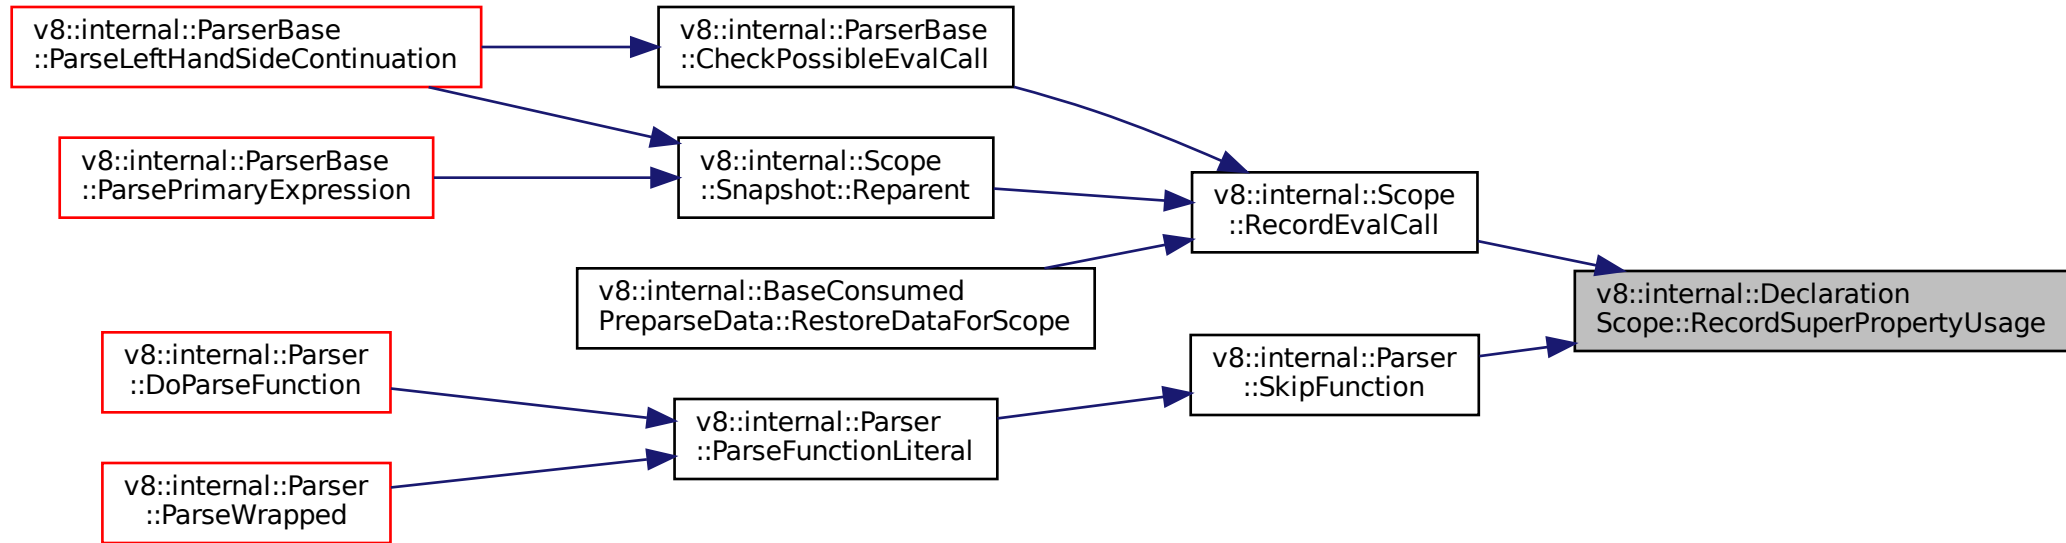 v8::internal::ParserBase
::ParseLeftHandSideContinuation
v8::internal::ParserBase
::CheckPossibleEvalCall
v8::internal::ParserBase
::ParsePrimaryExpression
v8::internal::Scope
::Snapshot::Reparent
v8::internal::Scope
::RecordEvalCall
v8::internal::BaseConsumed
PreparseData::RestoreDataForScope
v8::internal::Declaration
Scope::RecordSuperPropertyUsage
v8::internal::Parser
::DoParseFunction
v8::internal::Parser
::SkipFunction
v8::internal::Parser
::ParseFunctionLiteral
v8::internal::Parser
::ParseWrapped